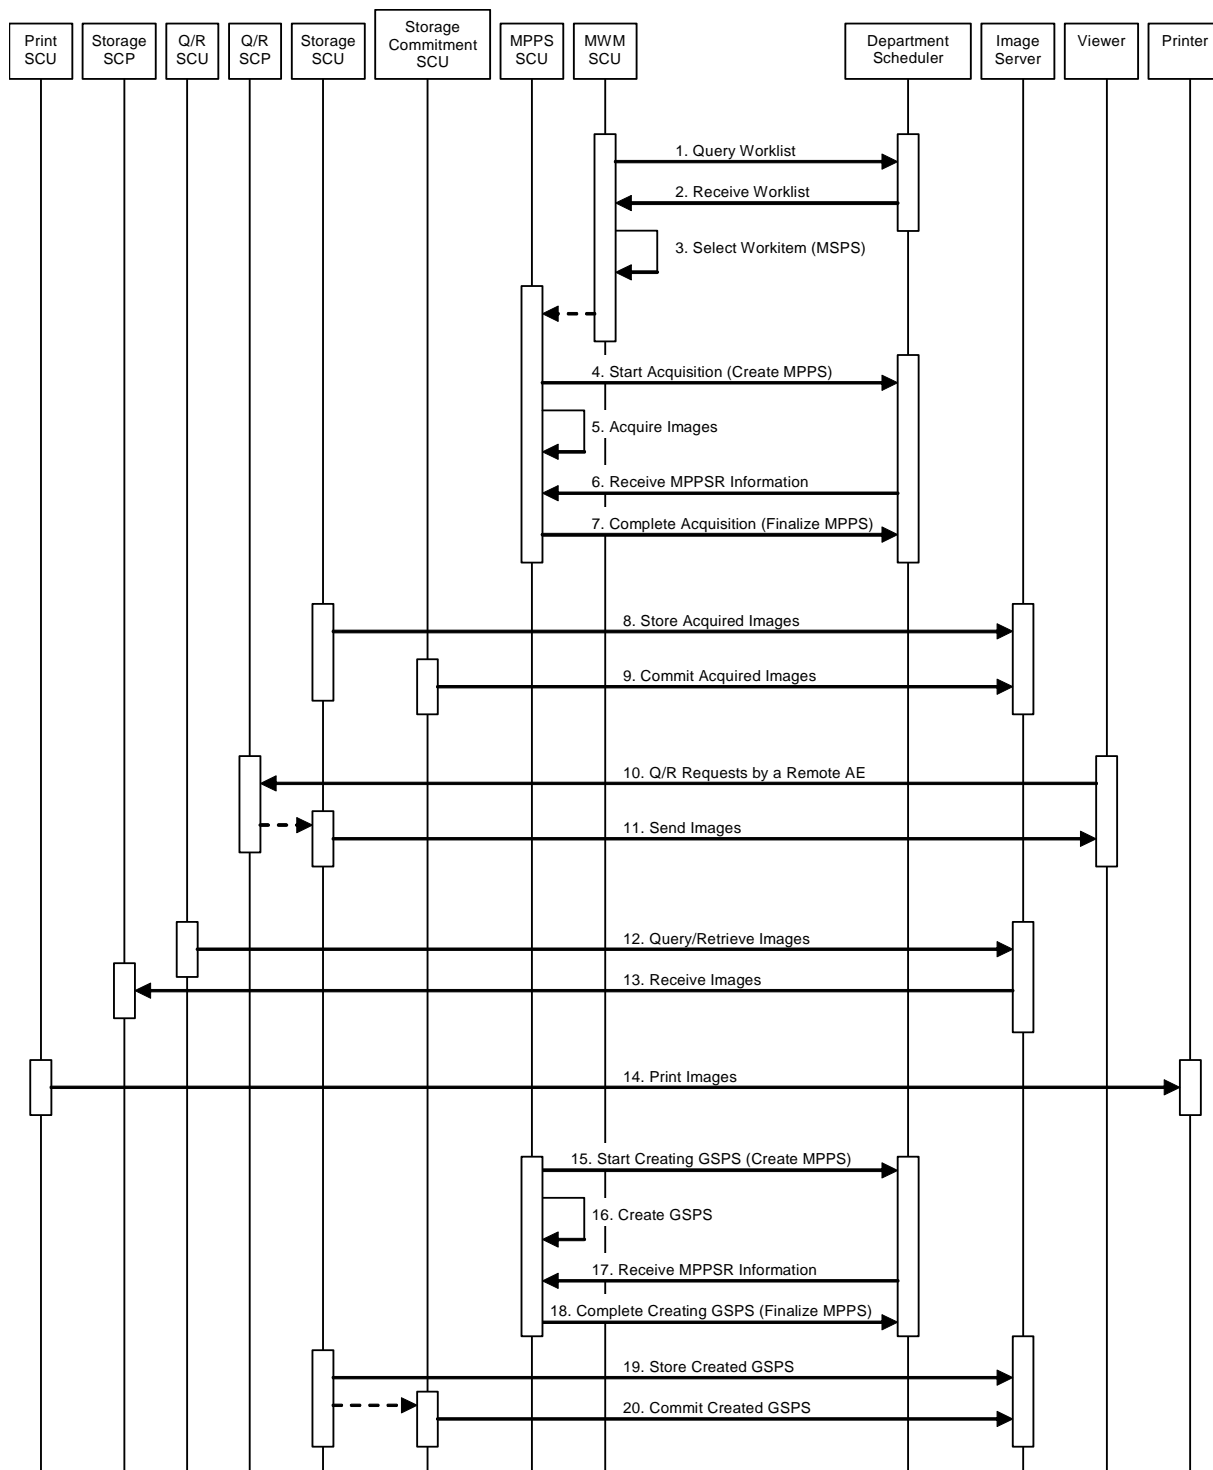 Print
SCU
Storage
SCP
Q/R
SCU
Q/R
SCP
Storage
SCU
Storage
Commitment
SCU
MPPS
SCU
MWM
SCU
Department
Scheduler
Image
Server
Viewer
Printer
1. Query Worklist
2. Receive Worklist
3. Select Workitem (MSPS)
4. Start Acquisition (Create MPPS)
5. Acquire Images
6. Receive MPPSR Information
7. Complete Acquisition (Finalize MPPS)
8. Store Acquired Images
9. Commit Acquired Images
10. Q/R Requests by a Remote AE
11. Send Images
12. Query/Retrieve Images
13. Receive Images
14. Print Images
15. Start Creating GSPS (Create MPPS)
16. Create GSPS
17. Receive MPPSR Information
18. Complete Creating GSPS (Finalize MPPS)
19. Store Created GSPS
20. Commit Created GSPS